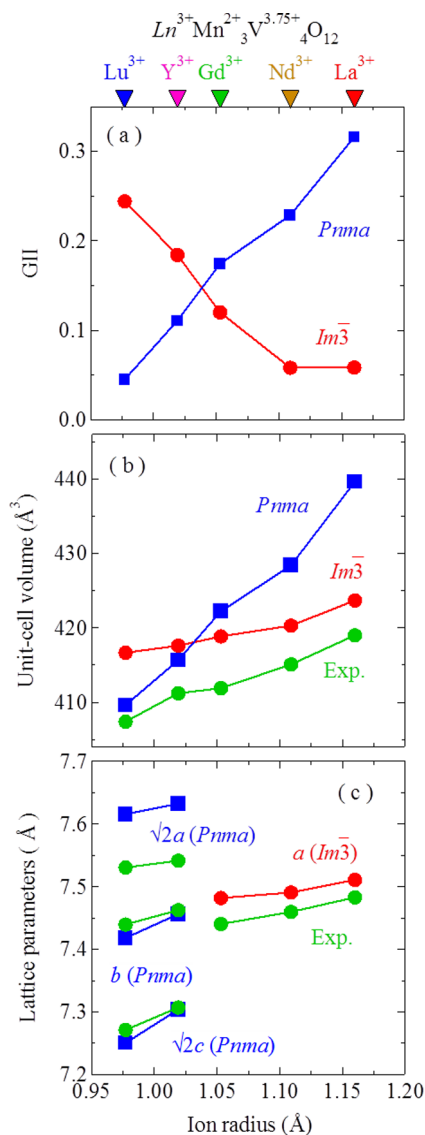 Ln³⁺Mn²⁺₃V³·⁷⁵⁺₄O₁₂
Lu³⁺ Y³⁺ Gd³⁺ Nd³⁺ La³⁺
( a )
0.3
0.2
0.1
0.0
GII
Pnma
Im3̅
( b )
440
430
420
410
Unit-cell volume (Å³)
Pnma
Im3̅
Exp.
( c )
7.7
7.6
7.5
7.4
7.3
7.2
Lattice parameters ( Å )
√2a (Pnma)
a (Im3̅)
Exp.
b (Pnma)
√2c (Pnma)
0.95 1.00 1.05 1.10 1.15 1.20
Ion radius (Å)